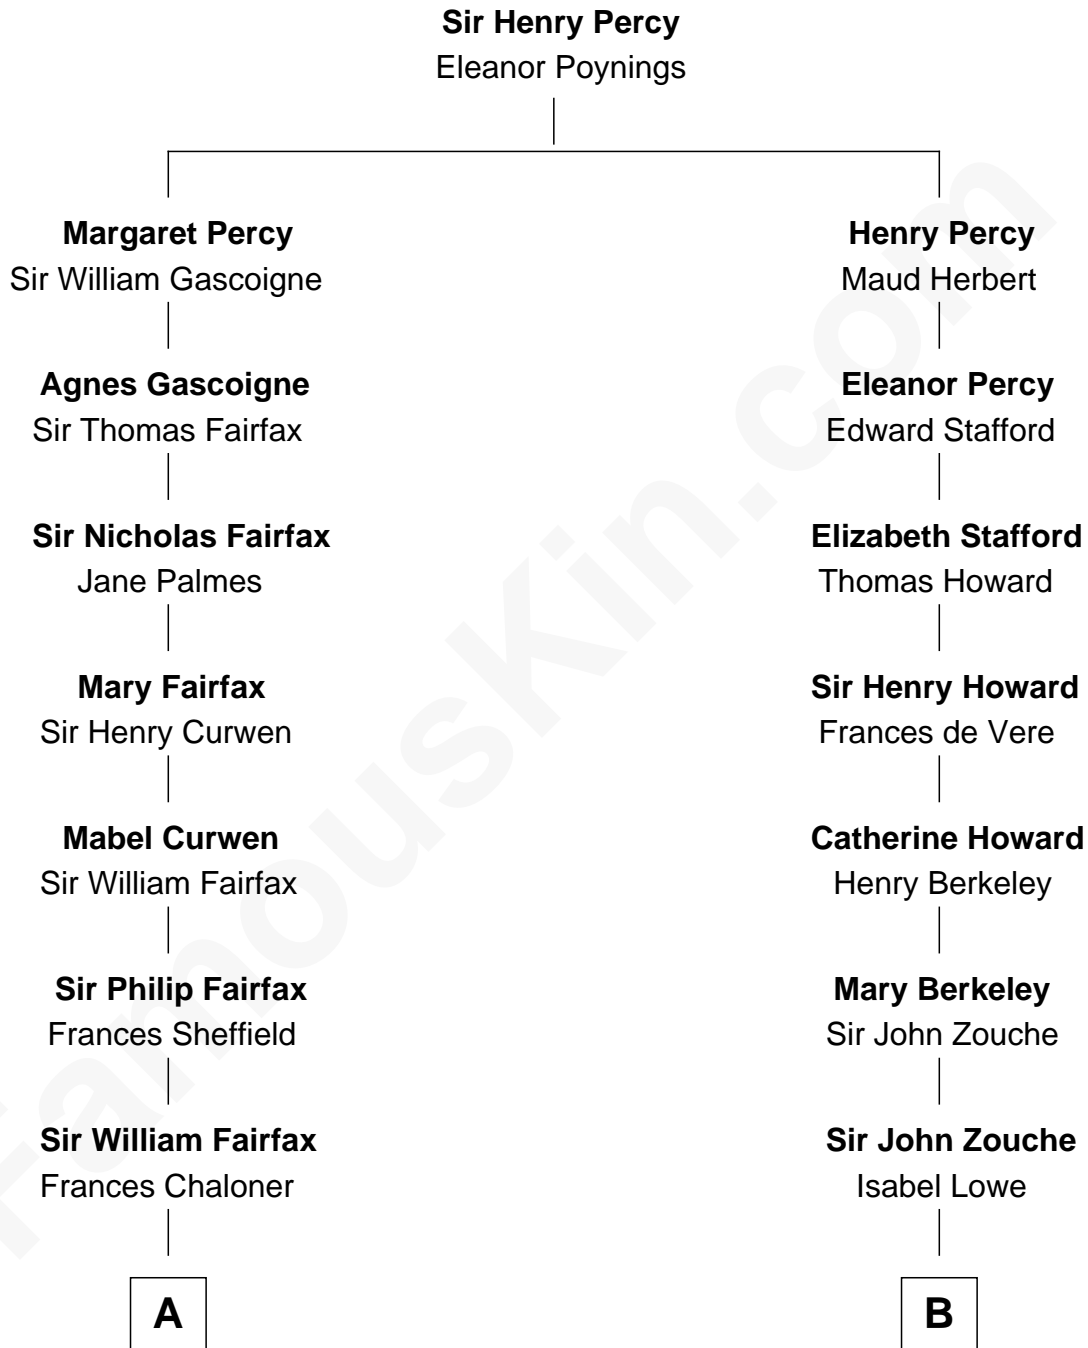 Sir Henry Percy
Eleanor Poynings
Margaret Percy
Sir William Gascoigne
Henry Percy
Maud Herbert
Agnes Gascoigne
Sir Thomas Fairfax
Eleanor Percy
Edward Stafford
Sir Nicholas Fairfax
Jane Palmes
Elizabeth Stafford
Thomas Howard
Mary Fairfax
Sir Henry Curwen
Sir Henry Howard
Frances de Vere
Mabel Curwen
Sir William Fairfax
Catherine Howard
Henry Berkeley
Sir Philip Fairfax
Frances Sheffield
Mary Berkeley
Sir John Zouche
Sir William Fairfax
Frances Chaloner
Sir John Zouche
Isabel Lowe
A
B
FamousKin.com